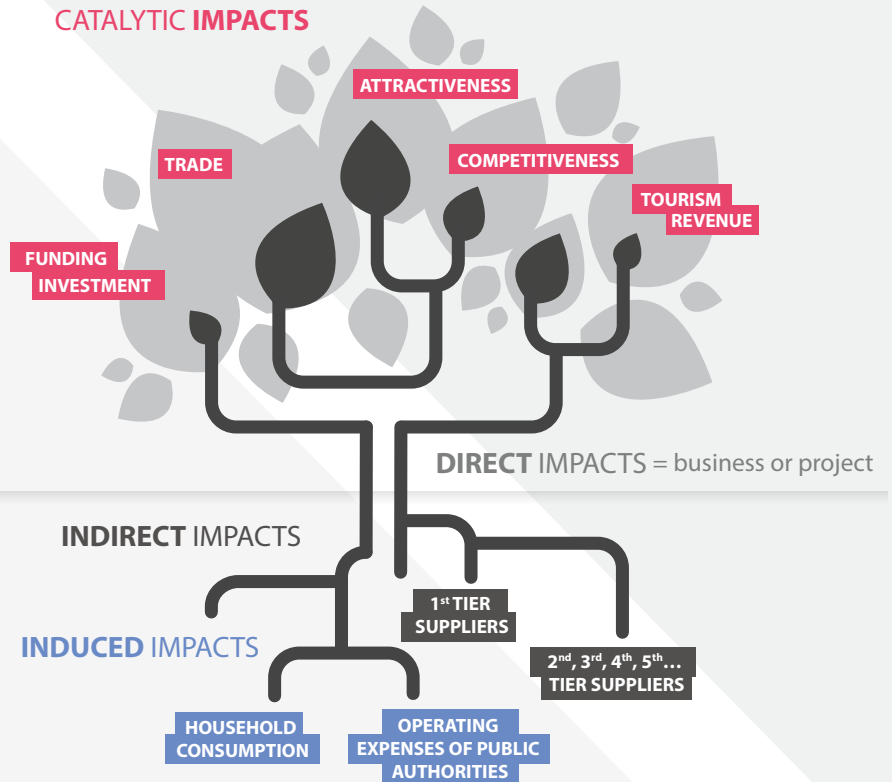 CATALYTIC IMPACTS
ATTRACTIVENESS
TRADE
COMPETITIVENESS
TOURISM
REVENUE
FUNDING
INVESTMENT
DIRECT IMPACTS = business or project
INDIRECT IMPACTS
1st TIER
SUPPLIERS
INDUCED IMPACTS
2nd, 3rd, 4th, 5th...
TIER SUPPLIERS
HOUSEHOLD
CONSUMPTION
OPERATING
EXPENSES OF PUBLIC
AUTHORITIES